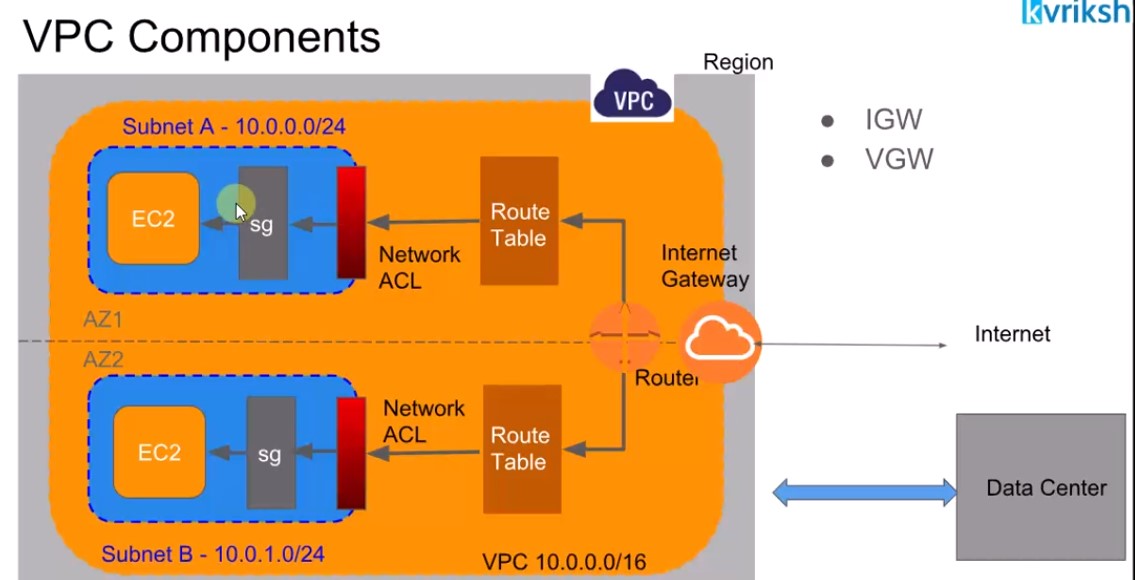 kvriksh
VPC Components
Region
VPC
Subnet A - 10.0.0.0/24
IGW
VGW
EC2
sg
Network
ACL
Route
Table
Internet
Gateway
AZ1
AZ2
Router
Internet
EC2
sg
Network
ACL
Route
Table
Data Center
Subnet B - 10.0.1.0/24
VPC 10.0.0.0/16